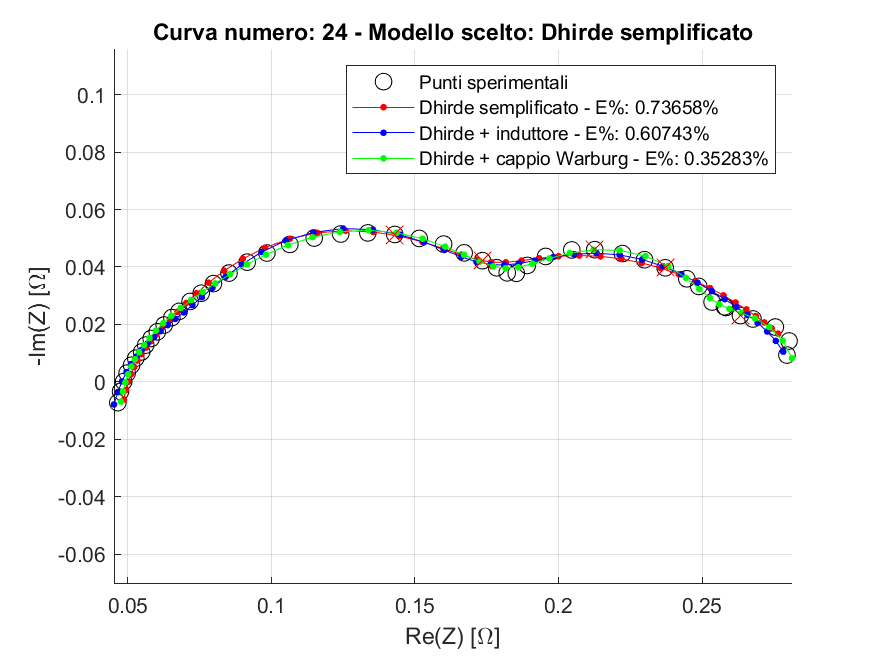 Curva numero: 24 - Modello scelto: Dhirde semplificato
Punti sperimentali
Dhirde semplificato - E%: 0.73658%
Dhirde + induttore - E%: 0.60743%
Dhirde + cappio Warburg - E%: 0.35283%
-Im(Z) [Ω]
0.1
0.08
0.06
0.04
0.02
0
-0.02
-0.04
-0.06
0.05 0.1 0.15 0.2 0.25
Re(Z) [Ω]